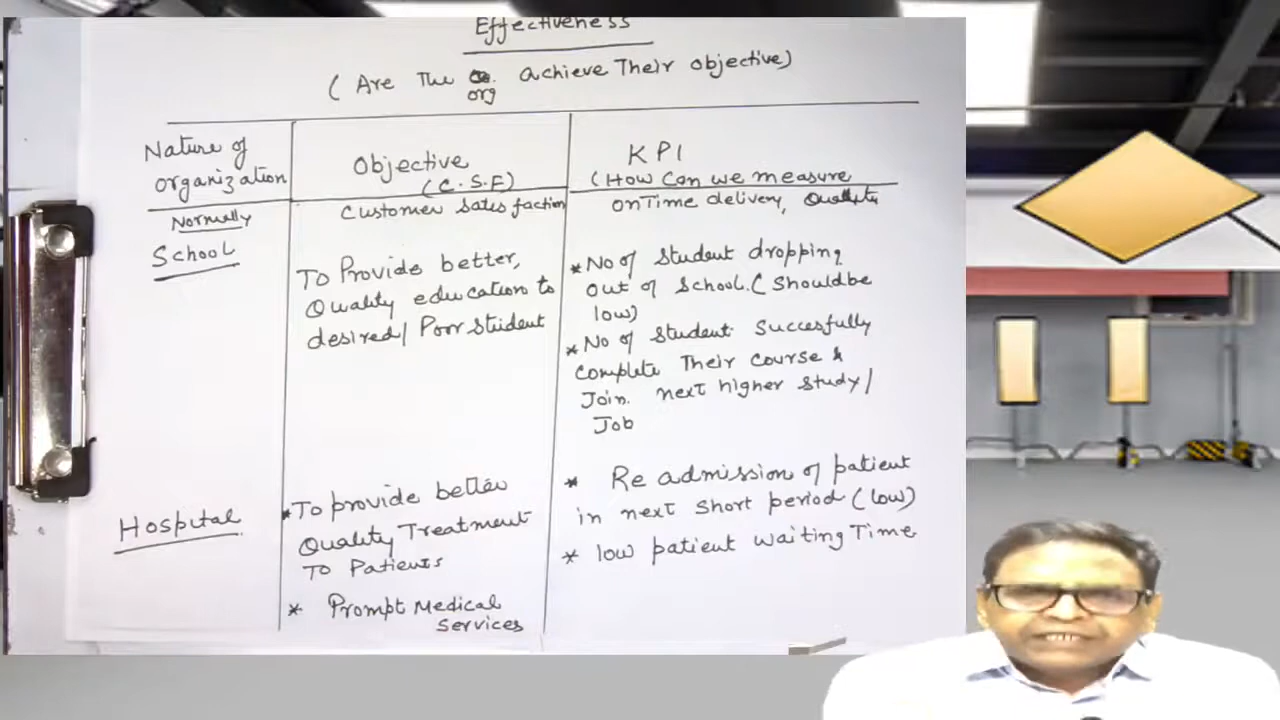 Effectiveness
(Are The org. achieve Their objective)
Nature of
organization
Objective
(C.S.F)
KPI
(How Can we measure
Normally
Customer satesfaction
onTime delivery, Quality
School
To Provide better,
Quality education to
desired/ Poor student
* No of student dropping
out of school. (should be
low)
* No of student succesfully
complete Their course &
Join next higher study/
Job
Hospital
* To provide better
Quality Treatment
To Patients
* Prompt Medical
services
* Re admission of patient
in next short period (low)
* low patient waiting Time